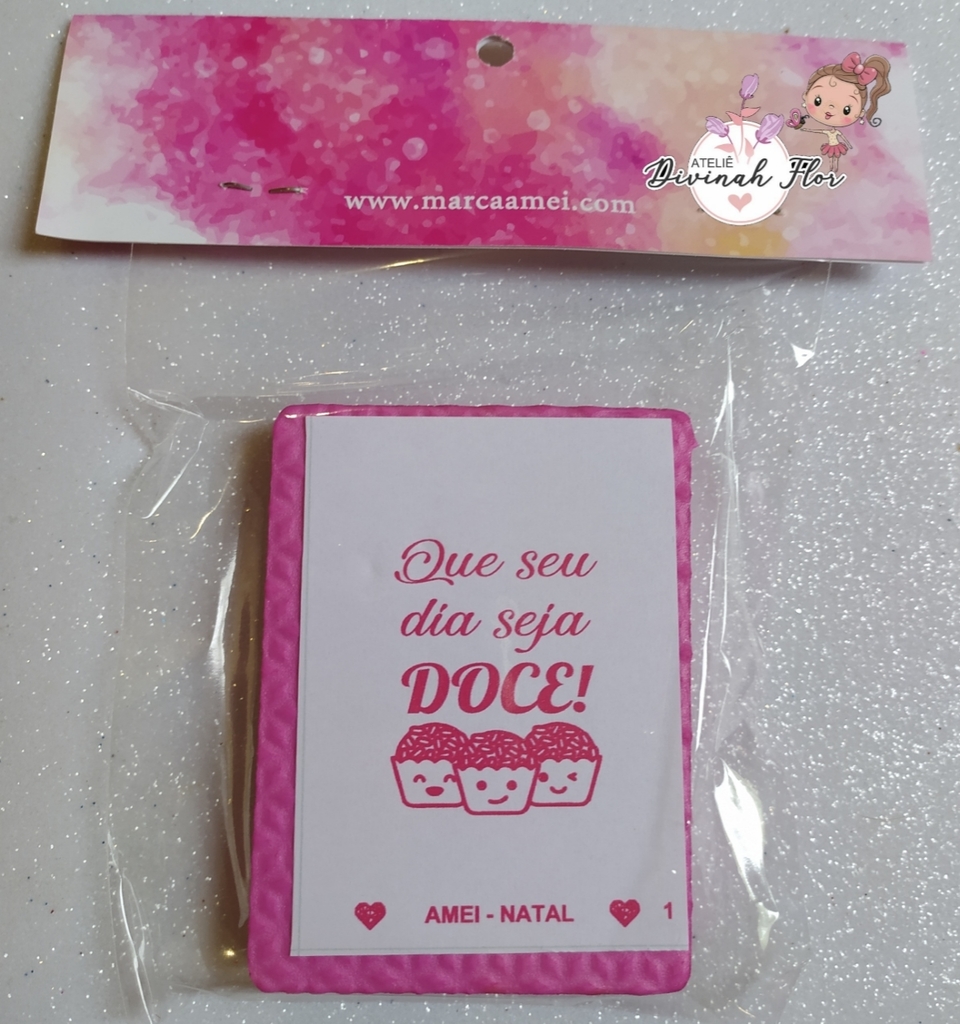 ATELIÊ
Divinah Flor
www.marcaamei.com
Que seu
dia seja
DOCE!
AMEI - NATAL 1